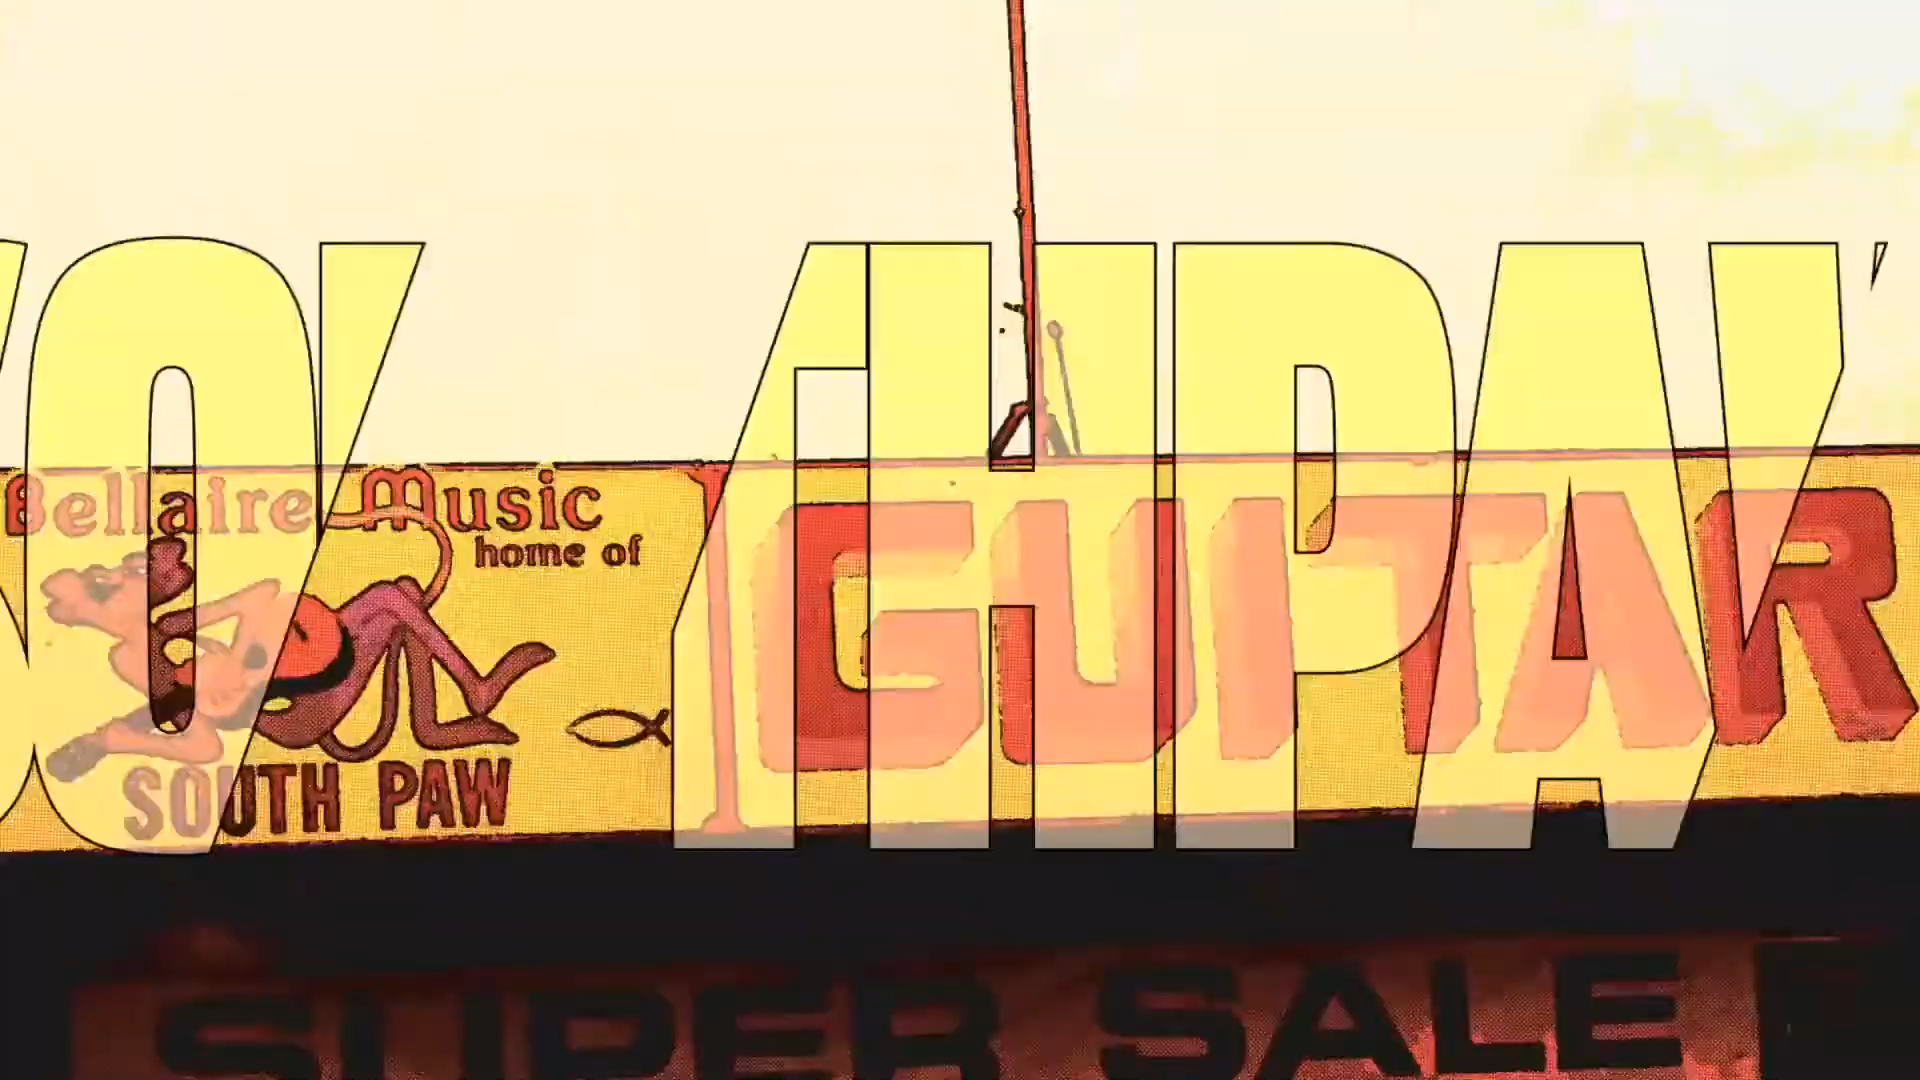 Bellaire Music
home of
SOUTH PAW
GUITAR
SUPER SALE